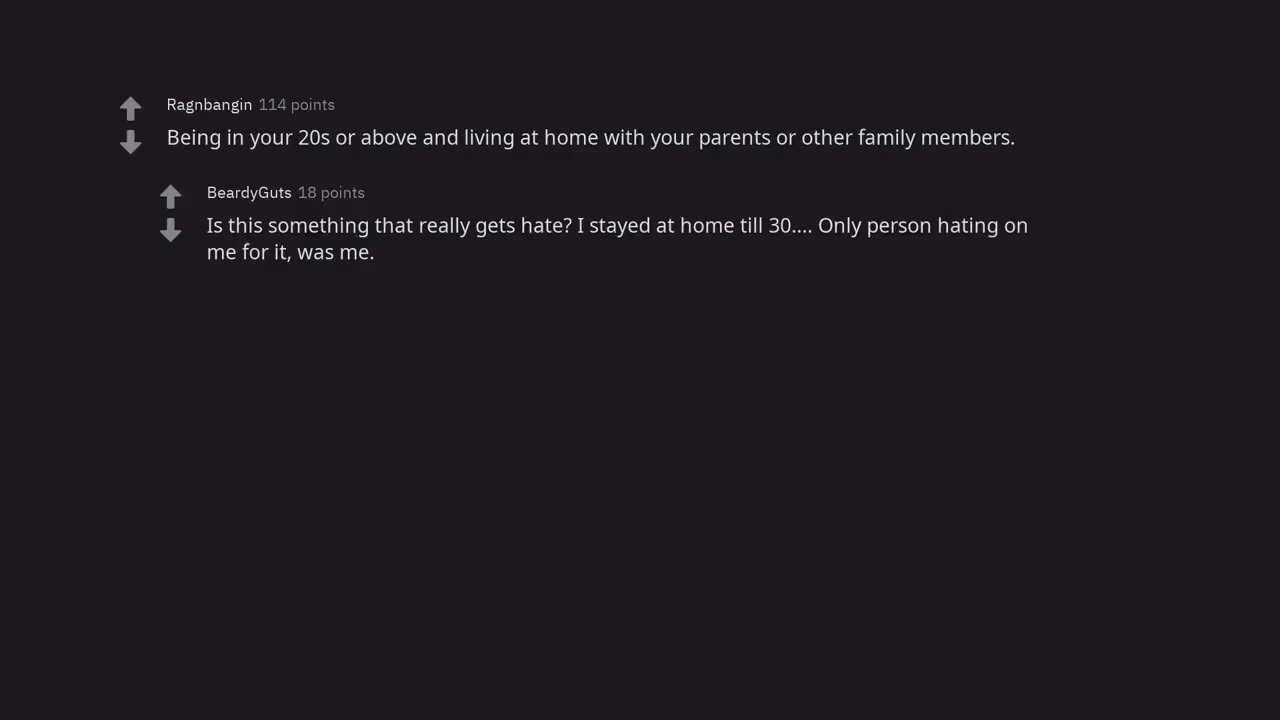 Ragnbangin 114 points
Being in your 20s or above and living at home with your parents or other family members.
BeardyGuts 18 points
Is this something that really gets hate? I stayed at home till 30.... Only person hating on
me for it, was me.